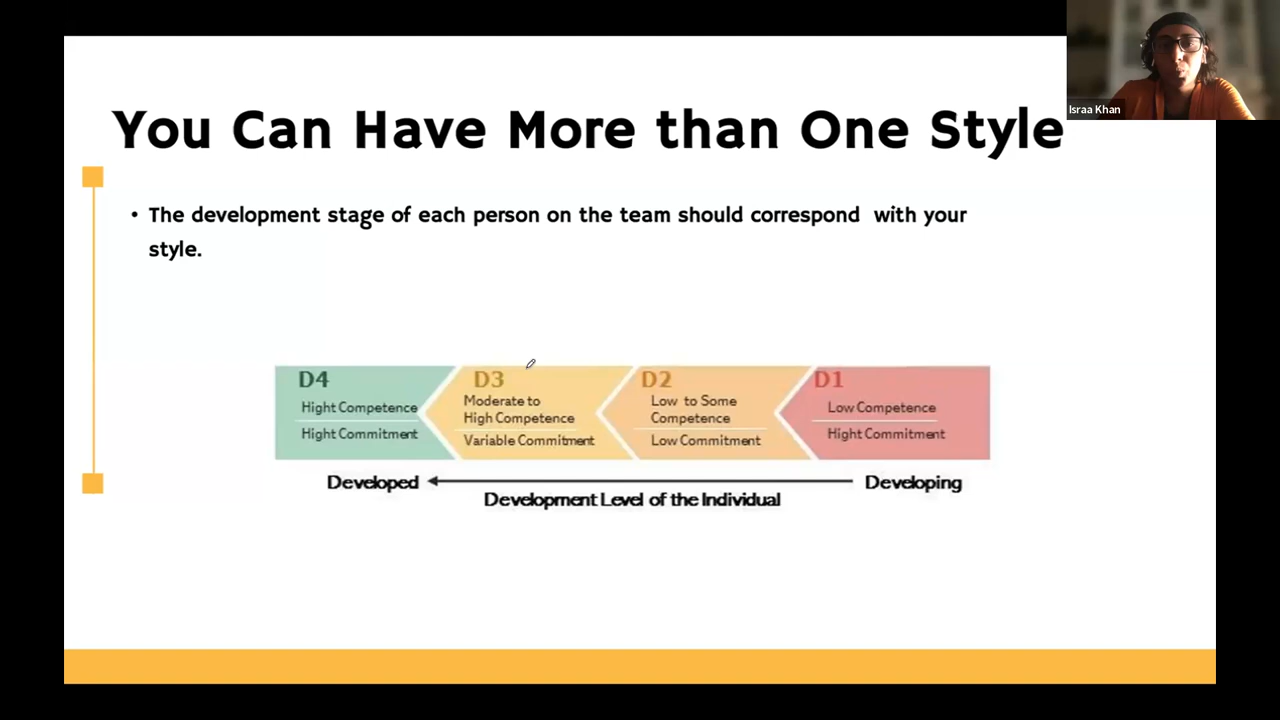 You Can Have More than One Style
Israa Khan
• The development stage of each person on the team should correspond with your
style.
D4
Hight Competence
Hight Commitment
D3
Moderate to
High Competence
Variable Commitment
D2
Low to Some
Competence
Low Commitment
D1
Low Competence
Hight Commitment
Developed
Developing
Development Level of the Individual